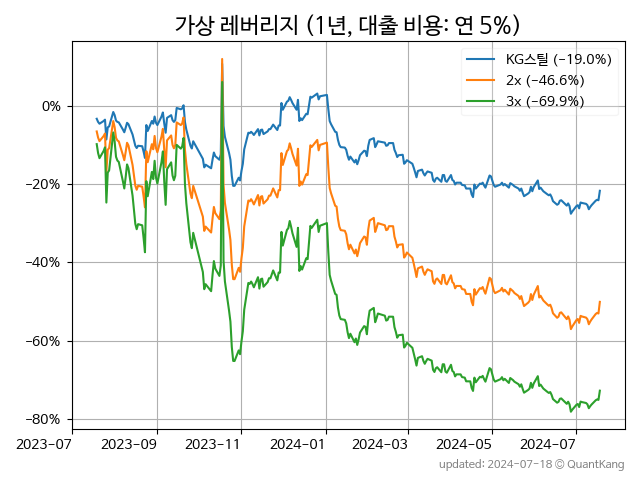 가상 레버리지 (1년, 대출 비용: 연 5%)
KG스틸 (−19.0%)
2x (−46.6%)
3x (−69.9%)
0%
−20%
−40%
−60%
−80%
2023-07 2023-09 2023-11 2024-01 2024-03 2024-05 2024-07
updated: 2024-07-18 © QuantKang